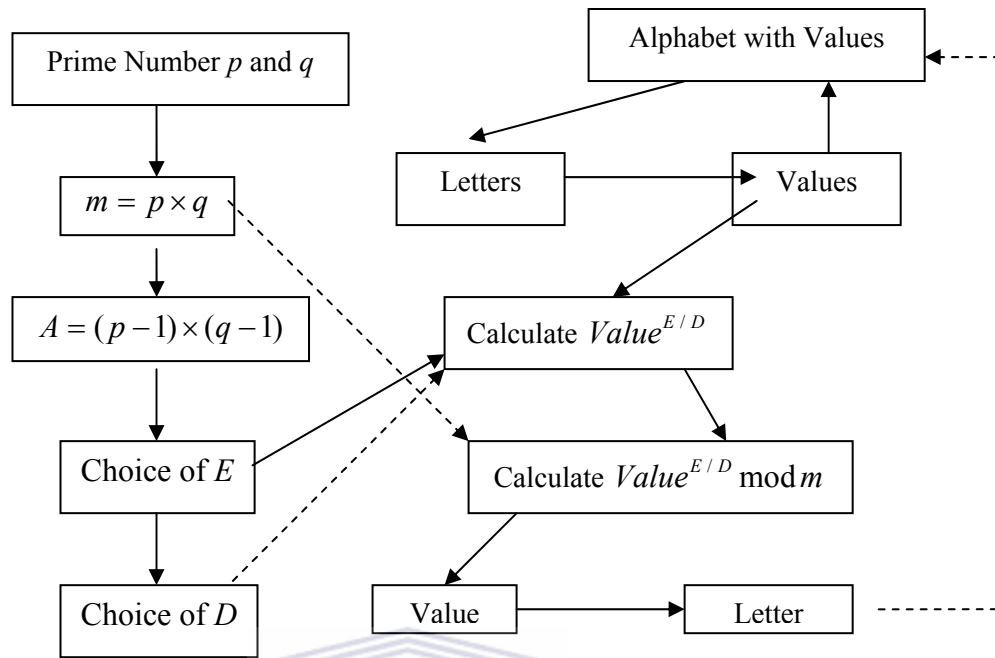 Prime Number p and q
m = p × q
A = (p − 1) × (q − 1)
Choice of E
Choice of D
Alphabet with Values
Letters
Values
Calculate Value^{E / D}
Calculate Value^{E / D} mod m
Value
Letter